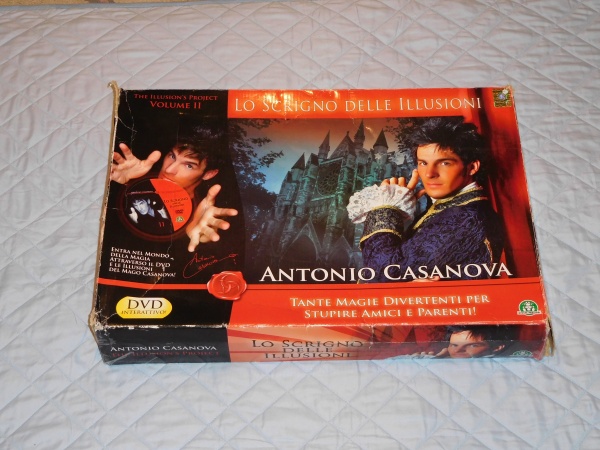 THE ILLUSION'S PROJECT
VOLUME II
LO SCRIGNO DELLE ILLUSIONI
II
ENTRA NEL MONDO
DELLA MAGIA
ATTRAVERSO IL DVD
E LE ILLUSIONI
DEL MAGO CASANOVA!
ANTONIO CASANOVA
DVD
INTERATTIVO!
TANTE MAGIE DIVERTENTI PER
STUPIRE AMICI E PARENTI!
ANTONIO CASANOVA
LO SCRIGNO
DELLE
ILLUSIONI